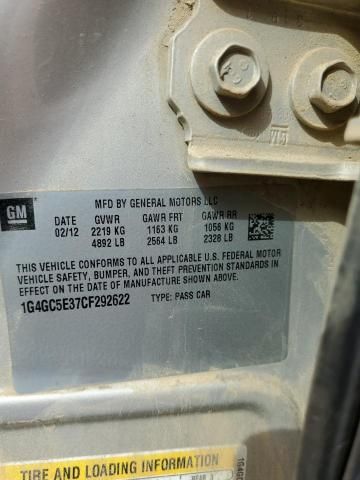 GM
MFD BY GENERAL MOTORS LLC
DATE GVWR GAWR FRT GAWR RR
02/12 2219 KG 1163 KG 1056 KG
4892 LB 2564 LB 2328 LB
THIS VEHICLE CONFORMS TO ALL APPLICABLE U.S. FEDERAL MOTOR
VEHICLE SAFETY, BUMPER, AND THEFT PREVENTION STANDARDS IN
EFFECT ON THE DATE OF MANUFACTURE SHOWN ABOVE.
1G4GC5E37CF292622 TYPE: PASS CAR
TIRE AND LOADING INFORMATION